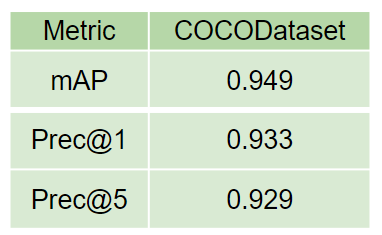 Metric COCODataset
mAP 0.949
Prec@1 0.933
Prec@5 0.929